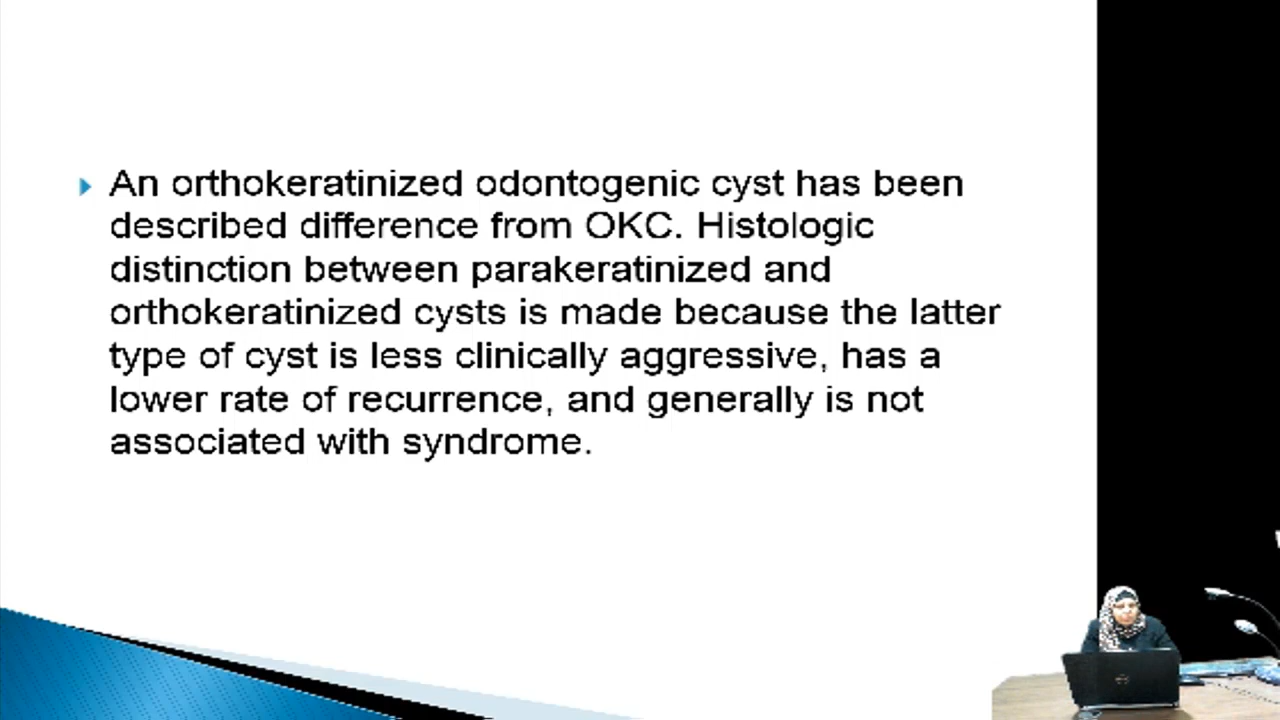 An orthokeratinized odontogenic cyst has been
described difference from OKC. Histologic
distinction between parakeratinized and
orthokeratinized cysts is made because the latter
type of cyst is less clinically aggressive, has a
lower rate of recurrence, and generally is not
associated with syndrome.